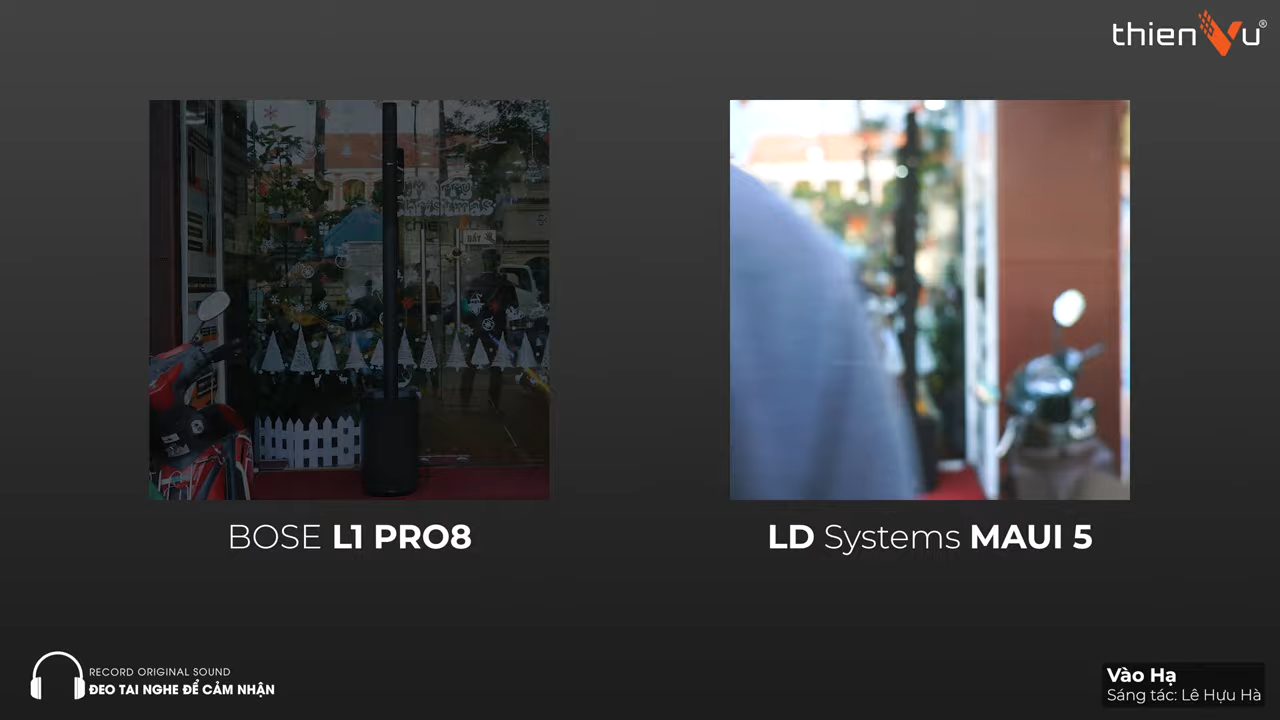 thienVu®
ĐẨY
BOSE L1 PRO8
LD Systems MAUI 5
RECORD ORIGINAL SOUND
ĐEO TAI NGHE ĐỂ CẢM NHẬN
Vào Hạ
Sáng tác: Lê Hựu Hà